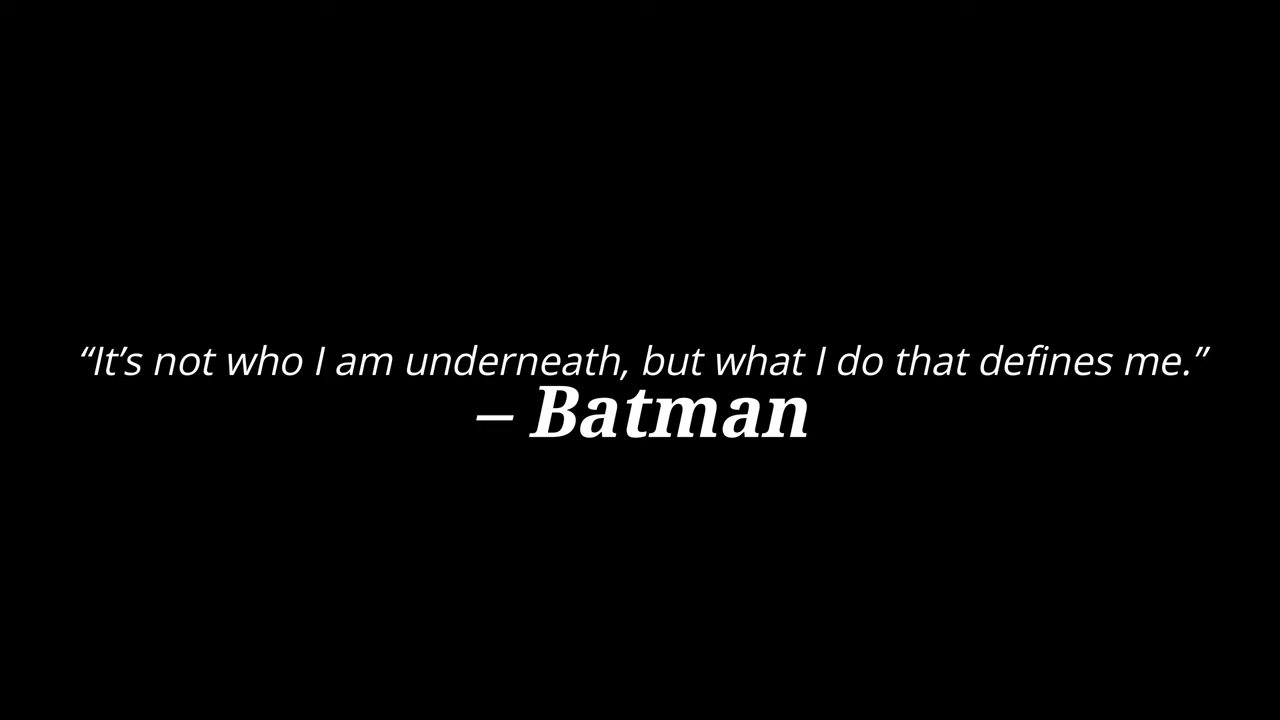 “It’s not who I am underneath, but what I do that defines me.”
– Batman